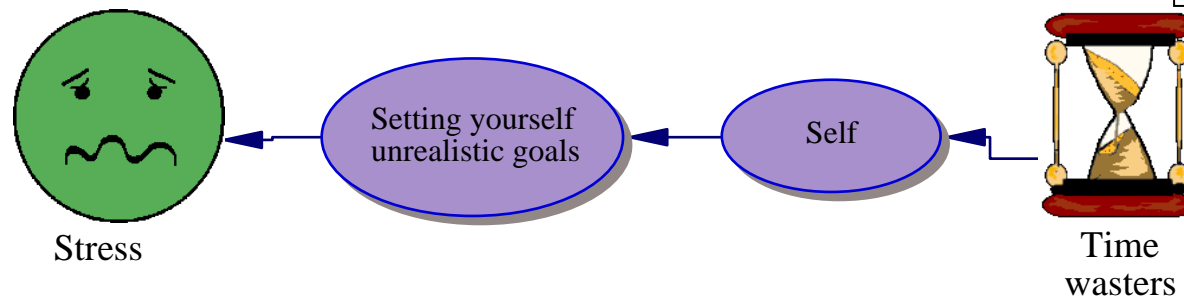 Setting yourself
unrealistic goals
Self
Stress
Time
wasters